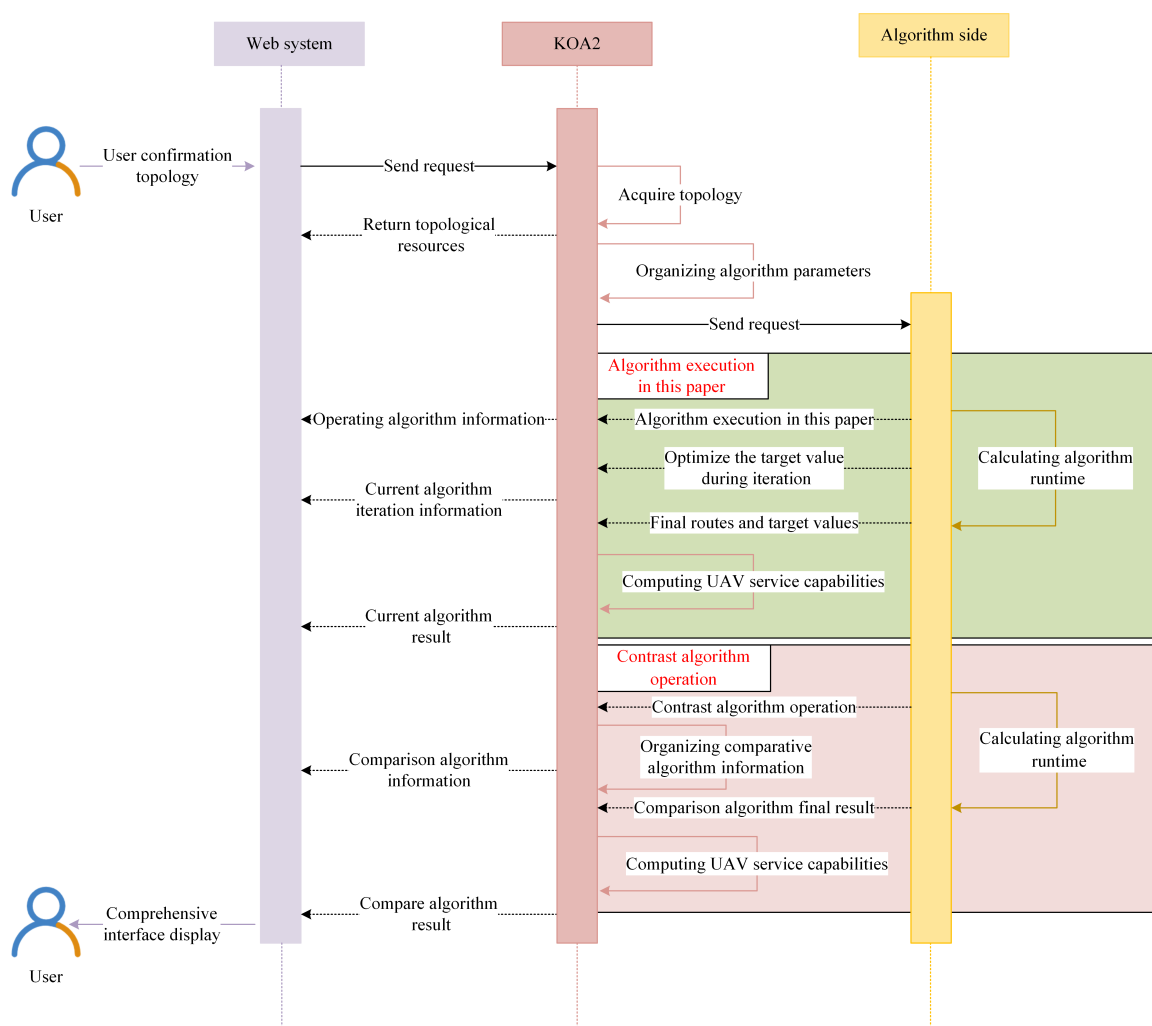 Web system
KOA2
Algorithm side
User confirmation
topology
User
Send request
Acquire topology
Return topological
resources
Organizing algorithm parameters
Send request
Algorithm execution
in this paper
Operating algorithm information
Algorithm execution in this paper
Optimize the target value
during iteration
Calculating algorithm
runtime
Current algorithm
iteration information
Final routes and target values
Computing UAV service capabilities
Current algorithm
result
Contrast algorithm
operation
Contrast algorithm operation
Organizing comparative
algorithm information
Calculating algorithm
runtime
Comparison algorithm
information
Comparison algorithm final result
Computing UAV service capabilities
Compare algorithm
result
Comprehensive
interface display
User